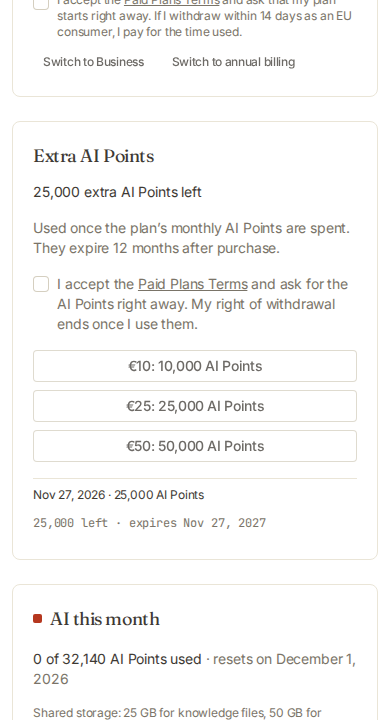 I accept the Paid Plans Terms and ask that my plan
starts right away. If I withdraw within 14 days as an EU
consumer, I pay for the time used.
Switch to Business Switch to annual billing
Extra AI Points
25,000 extra AI Points left
Used once the plan’s monthly AI Points are spent.
They expire 12 months after purchase.
I accept the Paid Plans Terms and ask for the
AI Points right away. My right of withdrawal
ends once I use them.
€10: 10,000 AI Points
€25: 25,000 AI Points
€50: 50,000 AI Points
Nov 27, 2026 · 25,000 AI Points
25,000 left · expires Nov 27, 2027
AI this month
0 of 32,140 AI Points used · resets on December 1,
2026
Shared storage: 25 GB for knowledge files, 50 GB for